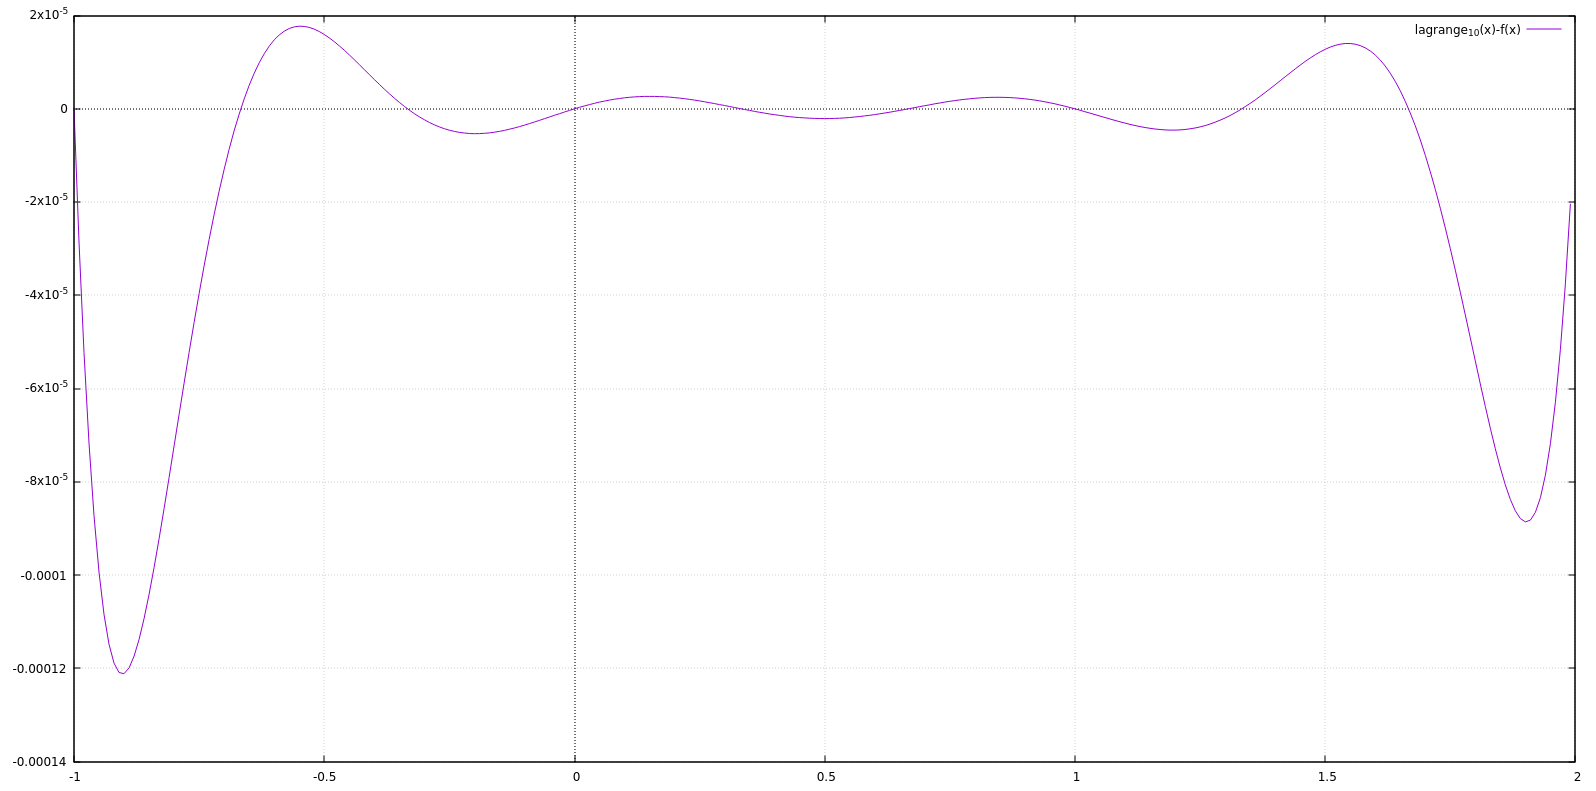 2x10⁻⁵
lagrange₁₀(x)-f(x)
0
-2x10⁻⁵
-4x10⁻⁵
-6x10⁻⁵
-8x10⁻⁵
-0.0001
-0.00012
-0.00014
-1 -0.5 0 0.5 1 1.5 2